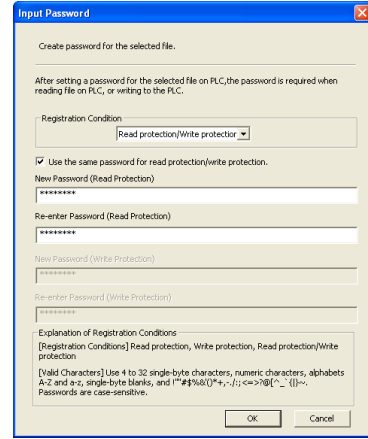 Input Password
Create password for the selected file.
After setting a password for the selected file on PLC,the password is required when
reading file on PLC, or writing to the PLC.
Registration Condition
Read protection/Write protection
Use the same password for read protection/write protection.
New Password (Read Protection)
********
Re-enter Password (Read Protection)
********
New Password (Write Protection)
********
Re-enter Password (Write Protection)
********
Explanation of Registration Conditions
[Registration Conditions] Read protection, Write protection, Read protection/Write
protection
[Valid Characters] Use 4 to 32 single-byte characters, numeric characters, alphabets
A-Z and a-z, single-byte blanks, and !""#$%&'()*+,-./:;<=>?@[^_`{|}~.
Passwords are case-sensitive.
OK
Cancel